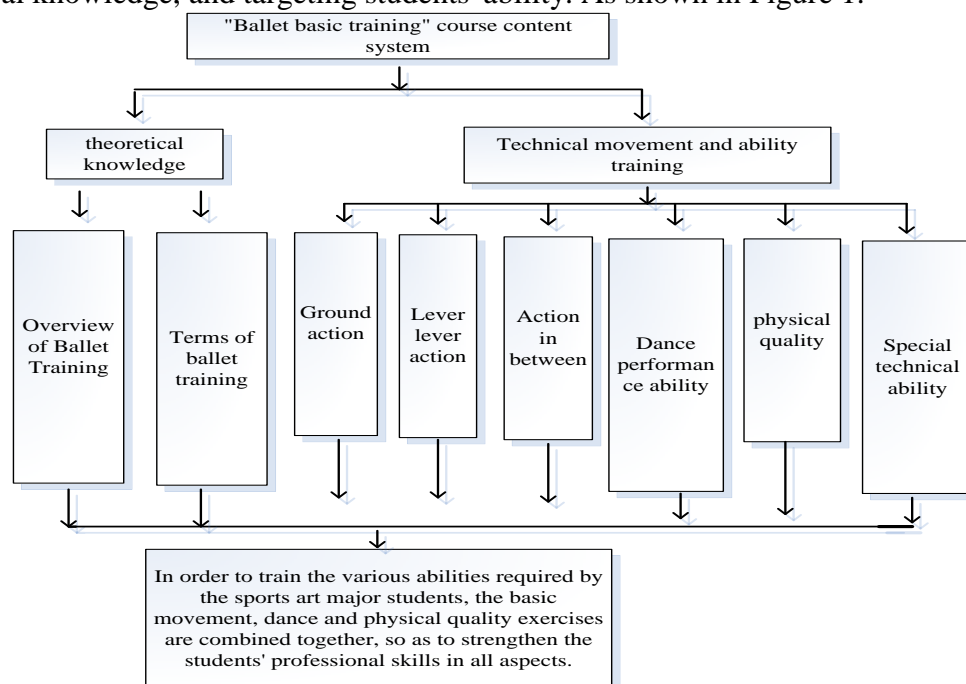 al knowledge, and targeting students' ability. As shown in Figure 1.
"Ballet basic training" course content
system
theoretical
knowledge
Technical movement and ability
training
Overview
of Ballet
Training
Terms of
ballet
training
Ground
action
Lever
lever
action
Action
in
between
Dance
performan
ce ability
physical
quality
Special
technical
ability
In order to train the various abilities required by
the sports art major students, the basic
movement, dance and physical quality exercises
are combined together, so as to strengthen the
students' professional skills in all aspects.